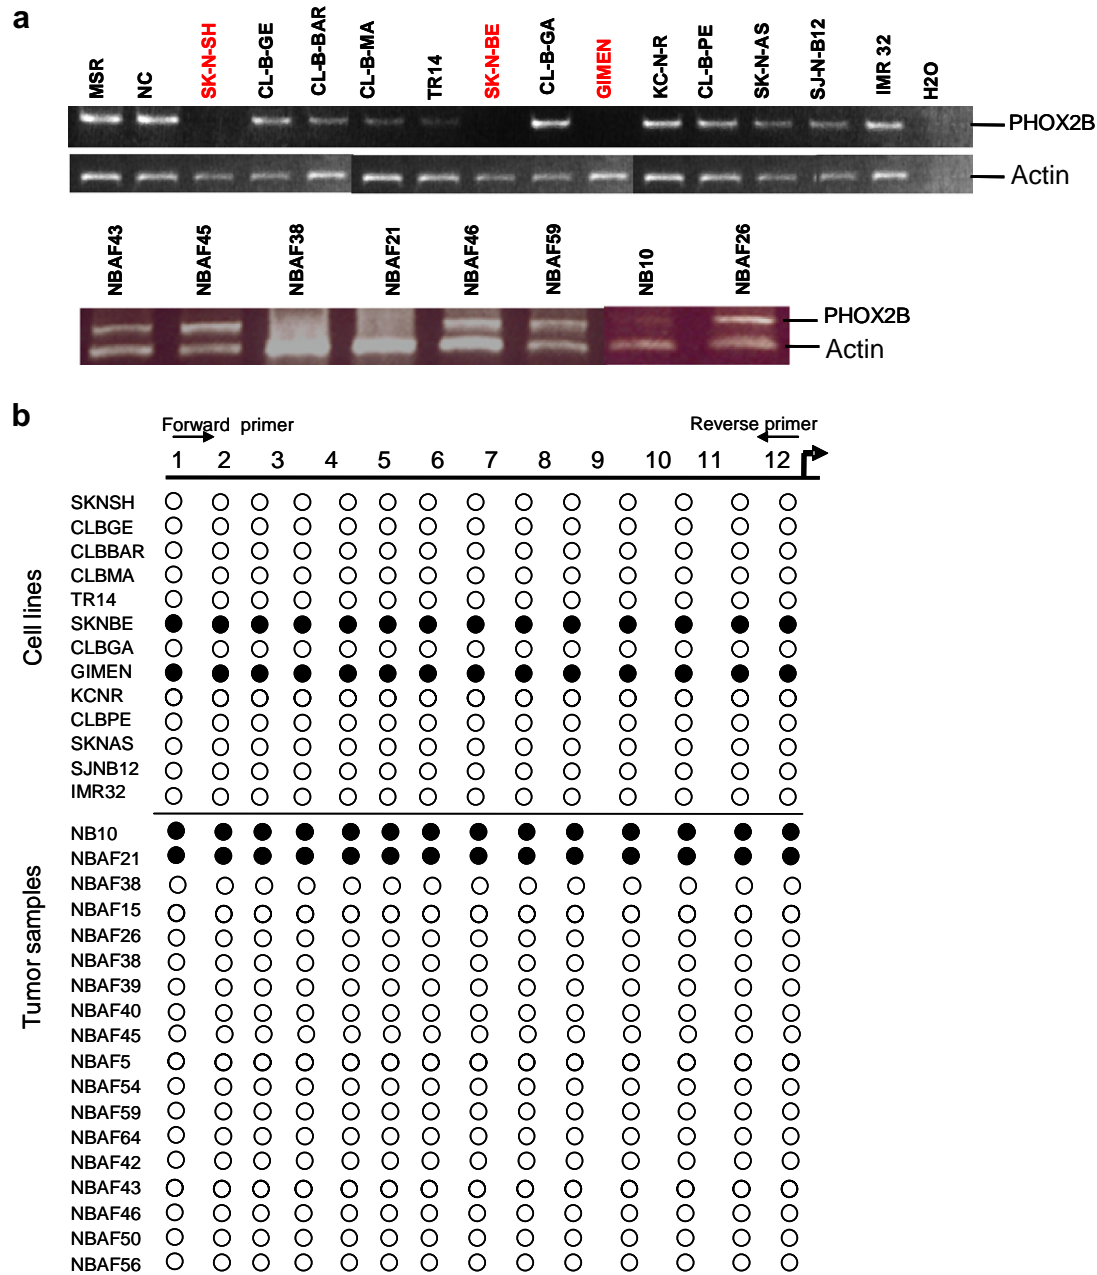 a
MSR NC SK-N-SH CL-B-GE CL-B-BAR CL-B-MA TR14 SK-N-BE CL-B-GA GIMEN KC-N-R CL-B-PE SK-N-AS SJ-N-B12 IMR 32 H2O
PHOX2B
Actin
NBAF43 NBAF45 NBAF38 NBAF21 NBAF46 NBAF59 NB10 NBAF26
PHOX2B
Actin
b
Forward primer Reverse primer
1 2 3 4 5 6 7 8 9 10 11 12
Cell lines
SKNSH
CLBGE
CLBBAR
CLBMA
TR14
SKNBE
CLBGA
GIMEN
KCNR
CLBPE
SKNAS
SJNB12
IMR32
Tumor samples
NB10
NBAF21
NBAF38
NBAF15
NBAF26
NBAF38
NBAF39
NBAF40
NBAF45
NBAF5
NBAF54
NBAF59
NBAF64
NBAF42
NBAF43
NBAF46
NBAF50
NBAF56